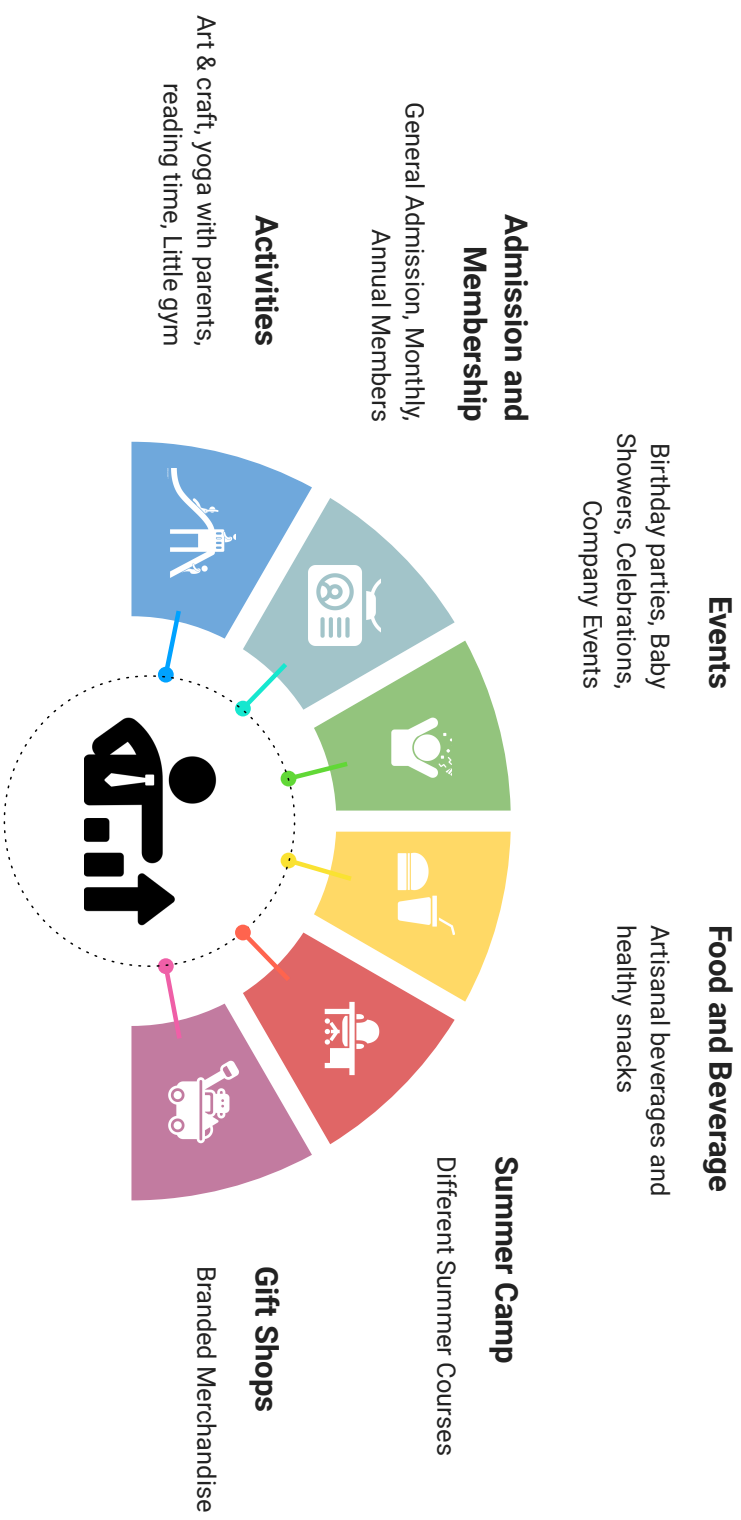 Activities
Art & craft, yoga with parents,
reading time, Little gym
Admission and
Membership
General Admission, Monthly,
Annual Members
Events
Birthday parties, Baby
Showers, Celebrations,
Company Events
Food and Beverage
Artisanal beverages and
healthy snacks
Summer Camp
Different Summer Courses
Gift Shops
Branded Merchandise